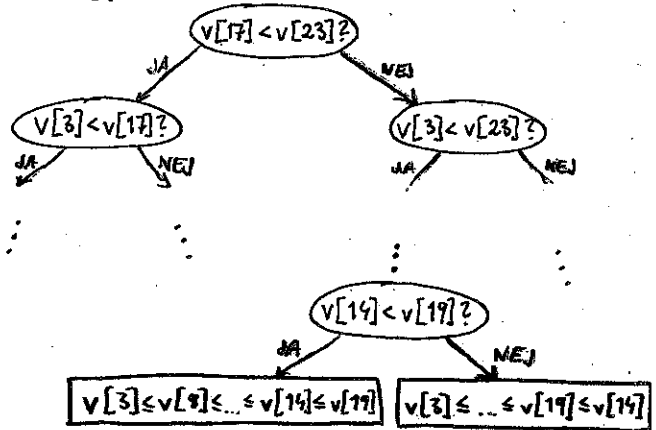 v[17] < v[23]?
JA NEJ
v[3] < v[17]? v[3] < v[23]?
JA NEJ JA NEJ
v[14] < v[19]?
JA NEJ
v[3] ≤ v[8] ≤ ... ≤ v[14] ≤ v[19] v[3] ≤ ... ≤ v[19] ≤ v[14]